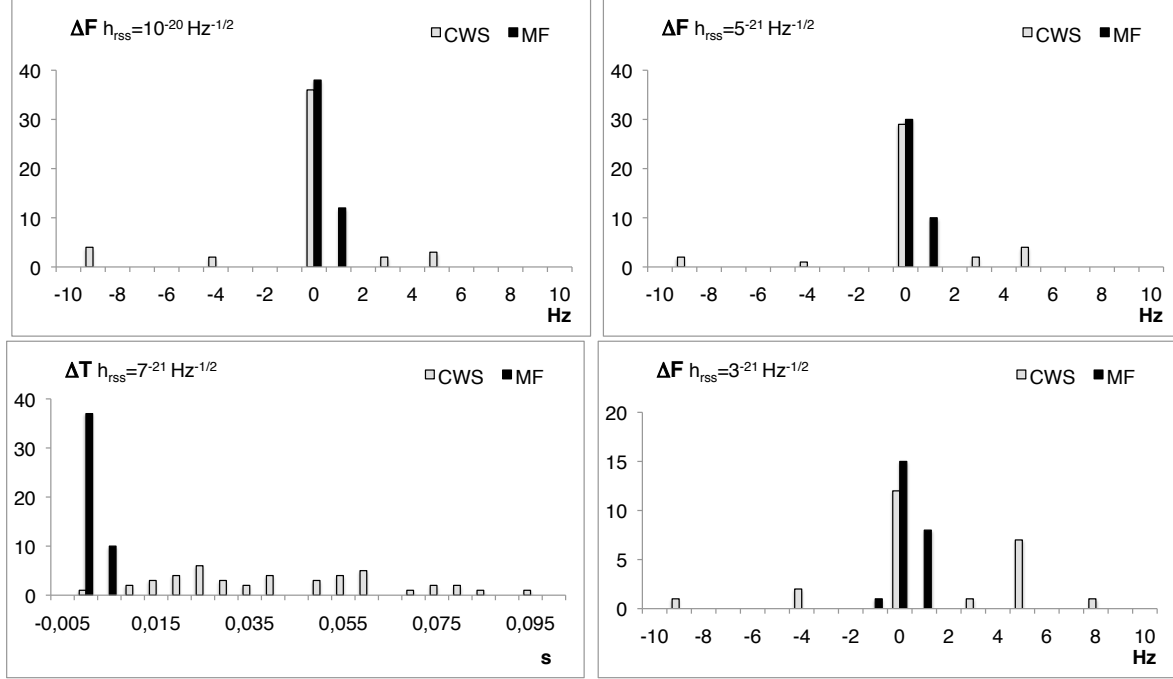 ΔF h_rss=10^-20 Hz^-1/2
CWS MF
40
30
20
10
0
-10 -8 -6 -4 -2 0 2 4 6 8 10
Hz
ΔF h_rss=5^-21 Hz^-1/2
CWS MF
40
30
20
10
0
-10 -8 -6 -4 -2 0 2 4 6 8 10
Hz
ΔT h_rss=7^-21 Hz^-1/2
CWS MF
40
30
20
10
0
-0,005 0,015 0,035 0,055 0,075 0,095
s
ΔF h_rss=3^-21 Hz^-1/2
CWS MF
20
15
10
5
0
-10 -8 -6 -4 -2 0 2 4 6 8 10
Hz